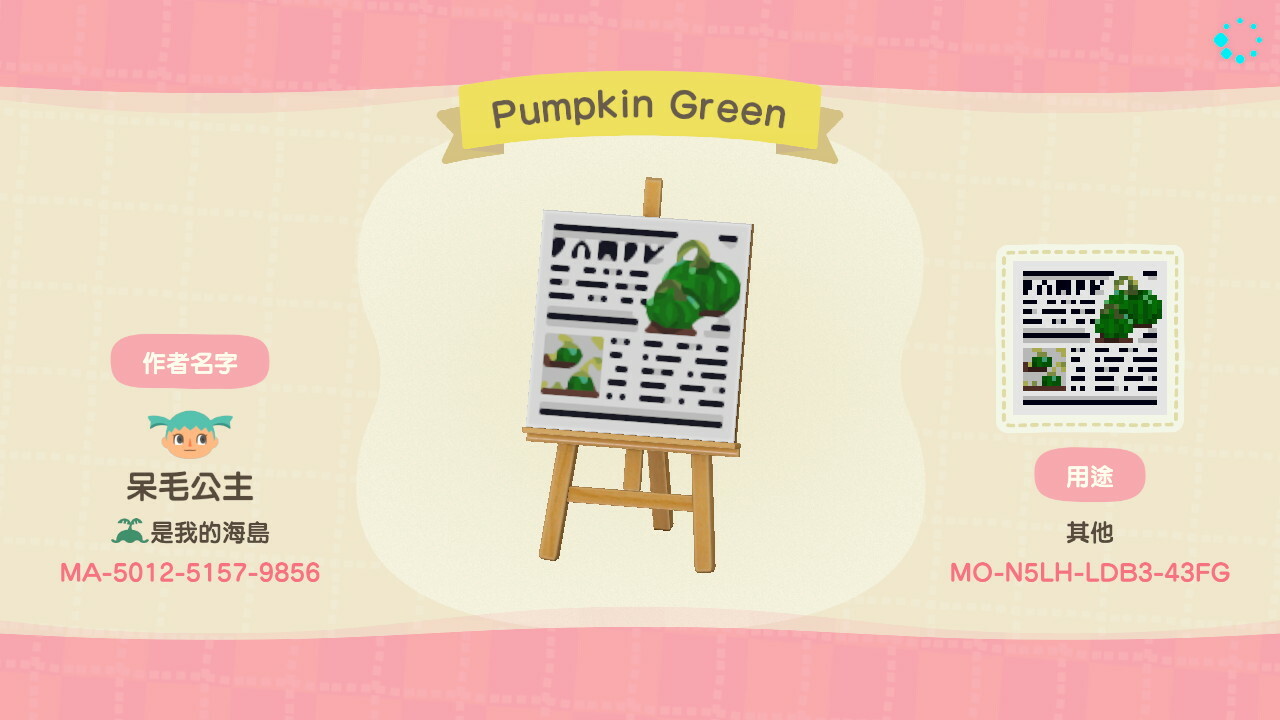 Pumpkin Green
作者名字
呆毛公主
是我的海島
MA-5012-5157-9856
用途
其他
MO-N5LH-LDB3-43FG